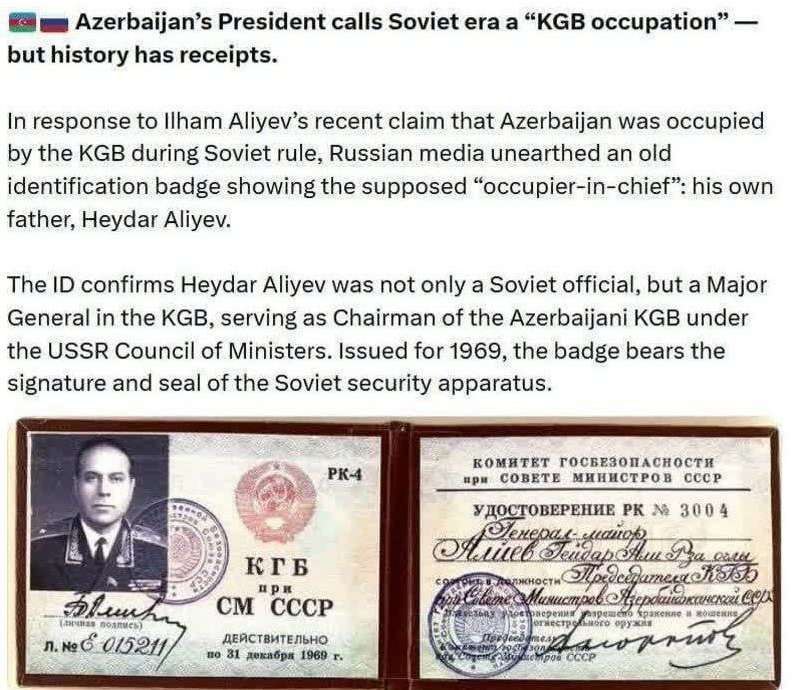 Azerbaijan’s President calls Soviet era a “KGB occupation” —
but history has receipts.
In response to Ilham Aliyev’s recent claim that Azerbaijan was occupied
by the KGB during Soviet rule, Russian media unearthed an old
identification badge showing the supposed “occupier-in-chief”: his own
father, Heydar Aliyev.
The ID confirms Heydar Aliyev was not only a Soviet official, but a Major
General in the KGB, serving as Chairman of the Azerbaijani KGB under
the USSR Council of Ministers. Issued for 1969, the badge bears the
signature and seal of the Soviet security apparatus.
РК-4
КГБ
при
СМ СССР
(личная подпись)
Л. № Б 015211
ДЕЙСТВИТЕЛЬНО
по 31 декабря 1969 г.
КОМИТЕТ ГОСБЕЗОПАСНОСТИ
при СОВЕТЕ МИНИСТРОВ СССР
УДОСТОВЕРЕНИЕ РК № 3004
Генерал-майор
Алиев Гейдар Али Рза оглы
состоит в должности Председателя КГБ
при Совете Министров Азербайджанской ССР
Владельцу удостоверения разрешено хранение и ношение
огнестрельного оружия
Председатель
Комитета госбезопасности
при Совете Министров СССР